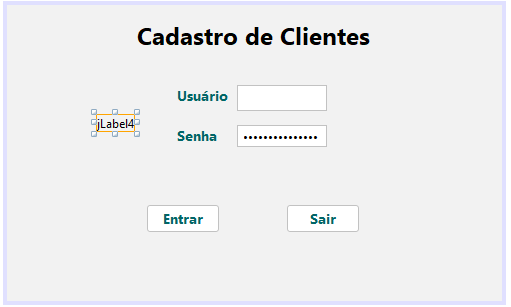 Cadastro de Clientes
Usuário
jLabel4
Senha
Entrar
Sair